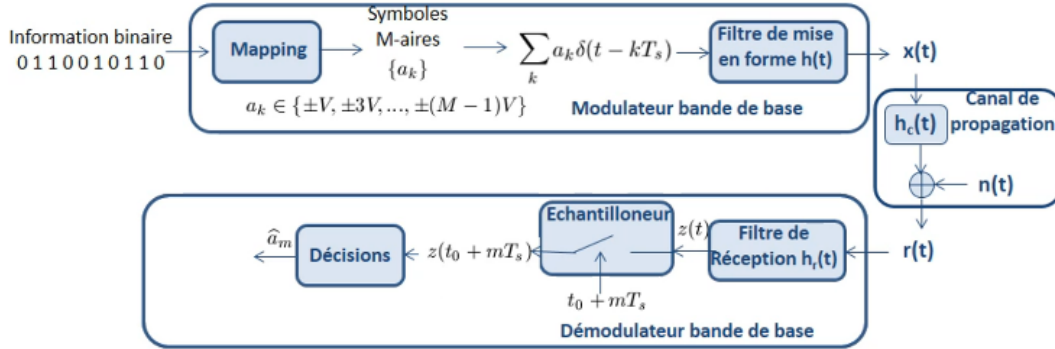 Information binaire
0 1 1 0 0 1 0 1 1 0
Mapping
Symboles
M-aires
{a_k}
∑_k a_k δ(t − kT_s)
Filtre de mise
en forme h(t)
x(t)
a_k ∈ {±V, ±3V, ..., ±(M − 1)V}
Modulateur bande de base
Canal de
propagation
h_c(t)
n(t)
r(t)
Filtre de
Réception h_r(t)
z(t)
Echantilloneur
t_0 + mT_s
z(t_0 + mT_s)
Décisions
â_m
Démodulateur bande de base